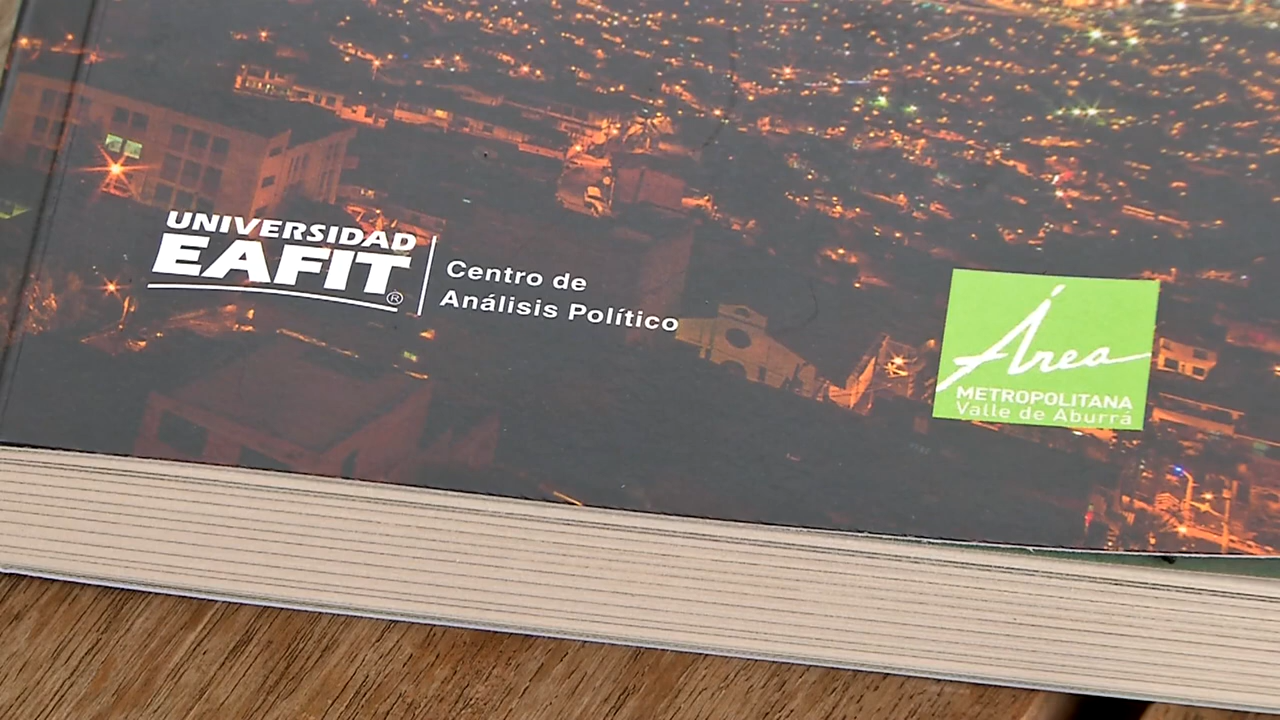 UNIVERSIDAD
EAFIT®
Centro de
Análisis Político
Área
METROPOLITANA
Valle de Aburrá